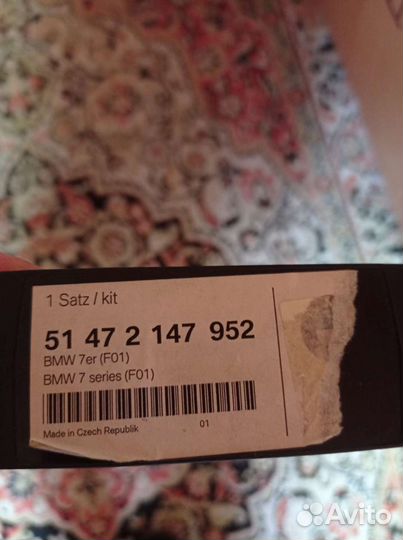 1 Satz / kit
51 47 2 147 952
BMW 7er (F01)
BMW 7 series (F01)
Made in Czech Republik 01
Avito